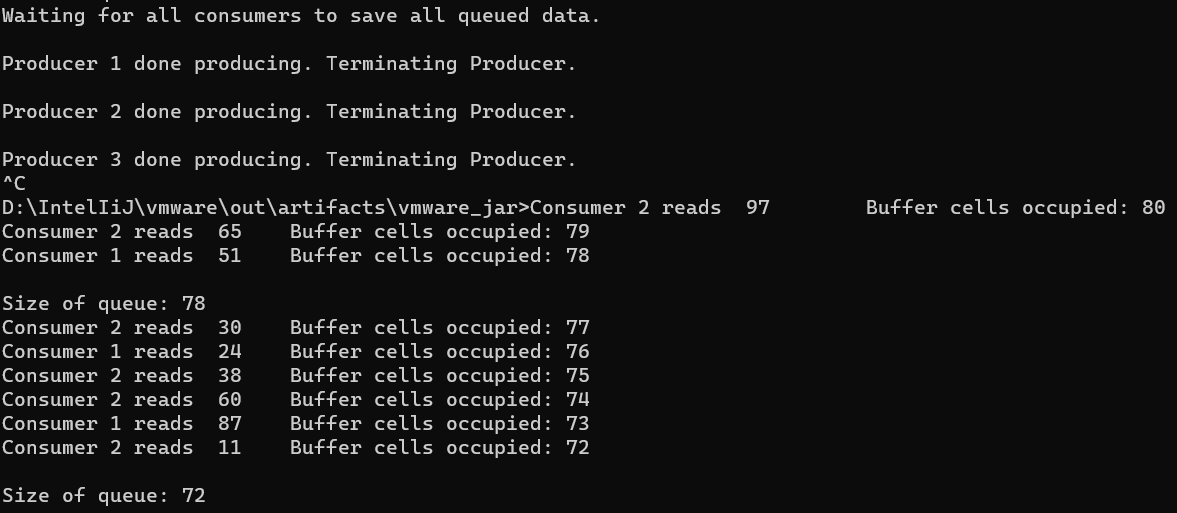 Waiting for all consumers to save all queued data.
Producer 1 done producing. Terminating Producer.
Producer 2 done producing. Terminating Producer.
Producer 3 done producing. Terminating Producer.
^C
D:\IntelIiJ\vmware\out\artifacts\vmware_jar>Consumer 2 reads  97        Buffer cells occupied: 80
Consumer 2 reads  65    Buffer cells occupied: 79
Consumer 1 reads  51    Buffer cells occupied: 78
Size of queue: 78
Consumer 2 reads  30    Buffer cells occupied: 77
Consumer 1 reads  24    Buffer cells occupied: 76
Consumer 2 reads  38    Buffer cells occupied: 75
Consumer 2 reads  60    Buffer cells occupied: 74
Consumer 1 reads  87    Buffer cells occupied: 73
Consumer 2 reads  11    Buffer cells occupied: 72
Size of queue: 72